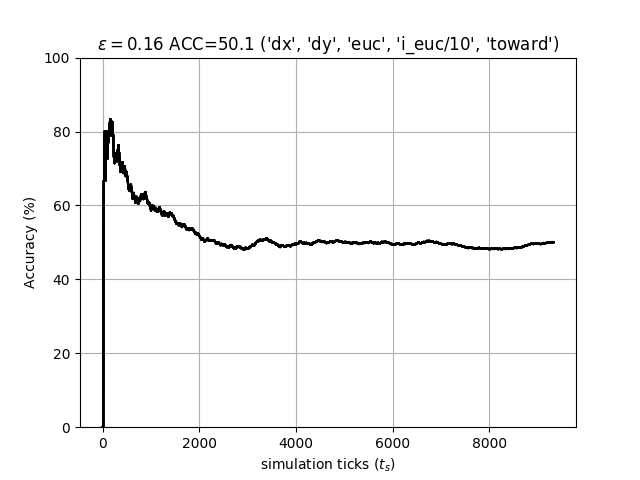 ε = 0.16 ACC=50.1 ('dx', 'dy', 'euc', 'i_euc/10', 'toward')
100
80
60
40
20
0
Accuracy (%)
0 2000 4000 6000 8000
simulation ticks (tₛ)